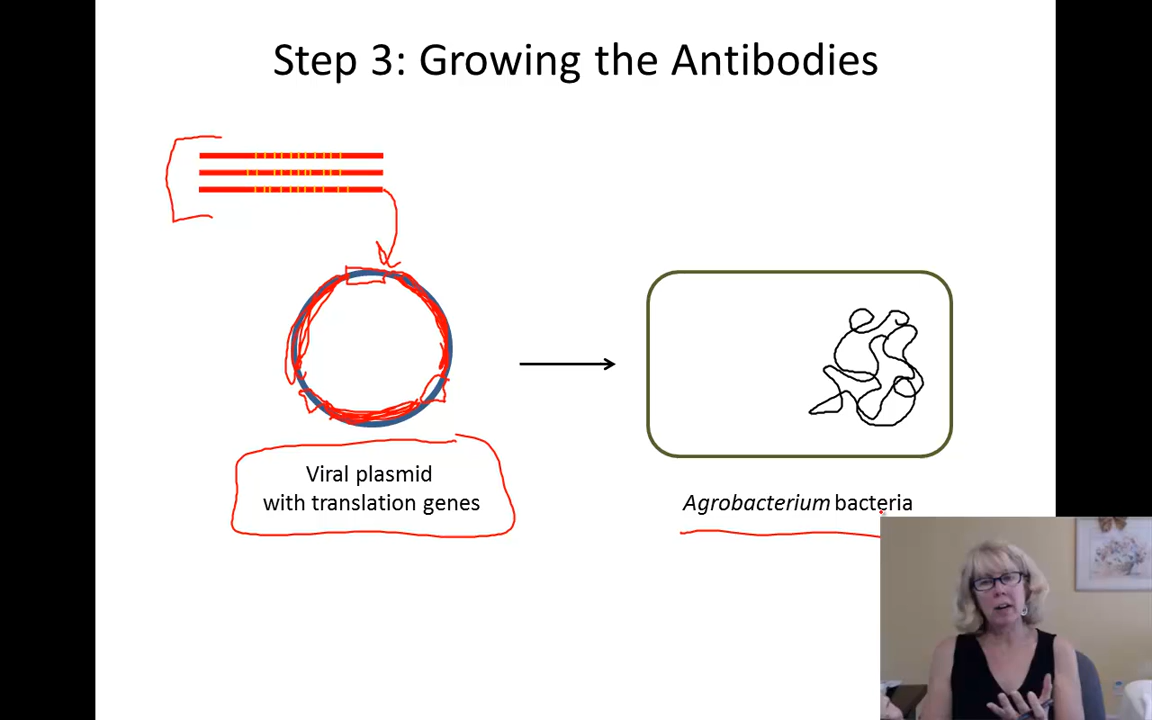 Step 3: Growing the Antibodies
Viral plasmid
with translation genes
Agrobacterium bacteria